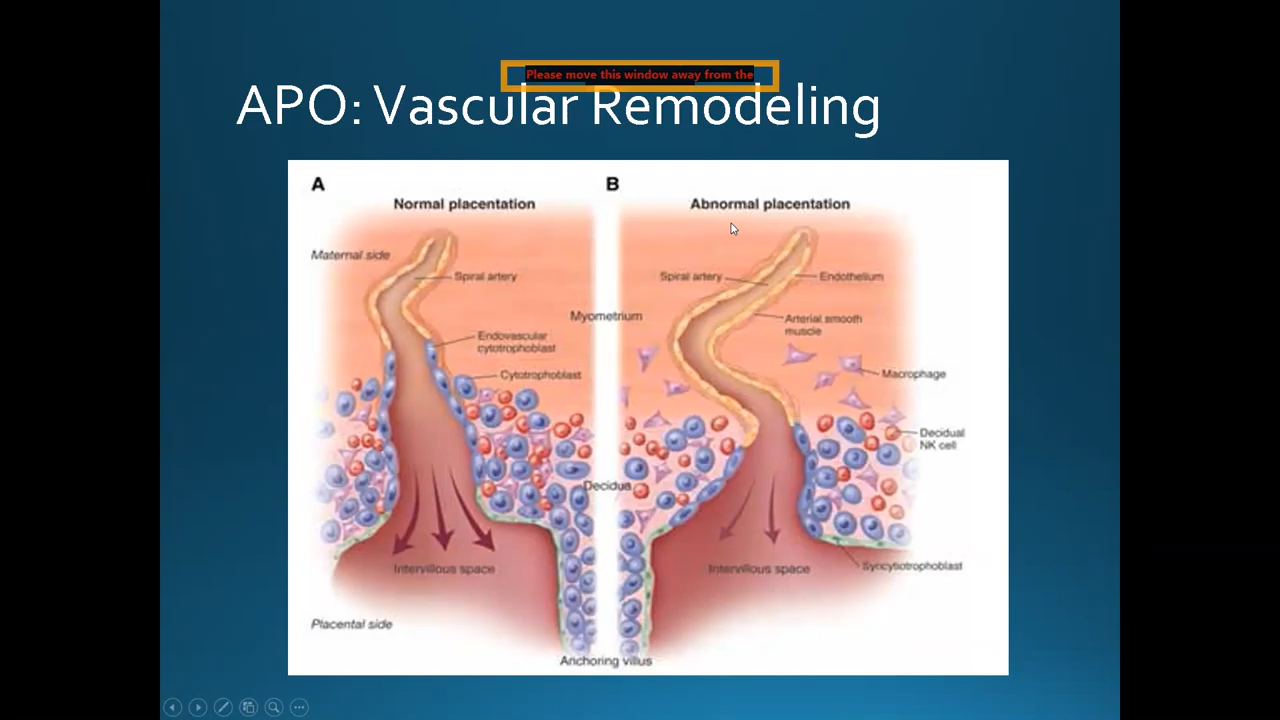 Please move this window away from the
APO: Vascular Remodeling
A
Normal placentation
Maternal side
Spiral artery
Myometrium
Endovascular
cytotrophoblast
Cytotrophoblast
Decidua
Intervillous space
Placental side
Anchoring villus
B
Abnormal placentation
Spiral artery
Endothelium
Arterial smooth
muscle
Macrophage
Decidual
NK cell
Intervillous space
Syncytiotrophoblast